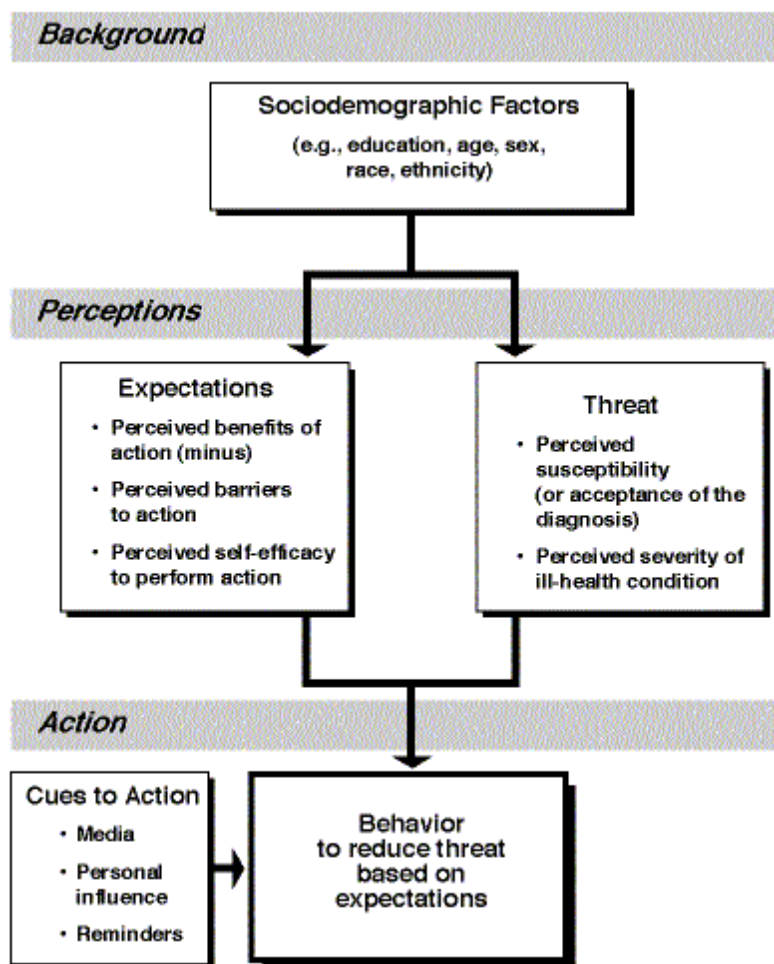 Background
Sociodemographic Factors
(e.g., education, age, sex,
race, ethnicity)
Perceptions
Expectations
• Perceived benefits of
action (minus)
• Perceived barriers
to action
• Perceived self-efficacy
to perform action
Threat
• Perceived
susceptibility
(or acceptance of the
diagnosis)
• Perceived severity of
ill-health condition
Action
Cues to Action
• Media
• Personal
influence
• Reminders
Behavior
to reduce threat
based on
expectations